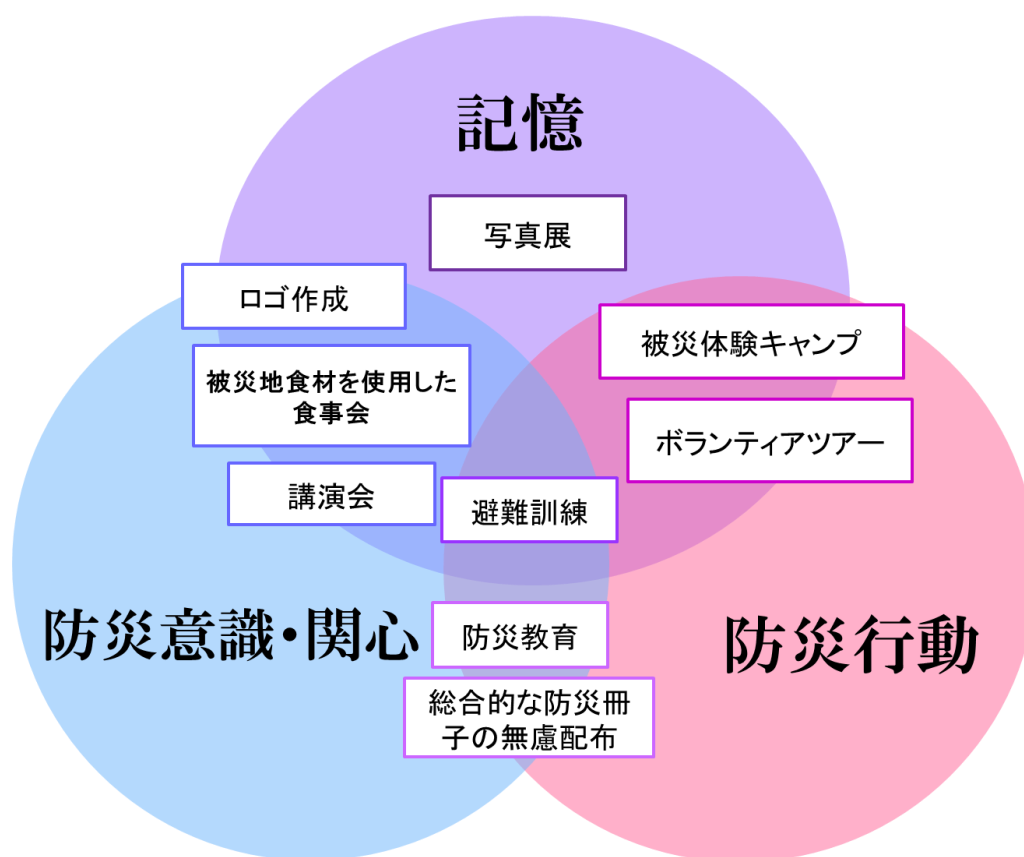 記憶
写真展
ロゴ作成
被災体験キャンプ
被災地食材を使用した
食事会
ボランティアツアー
講演会
避難訓練
防災意識・関心
防災教育
防災行動
総合的な防災冊
子の無慮配布